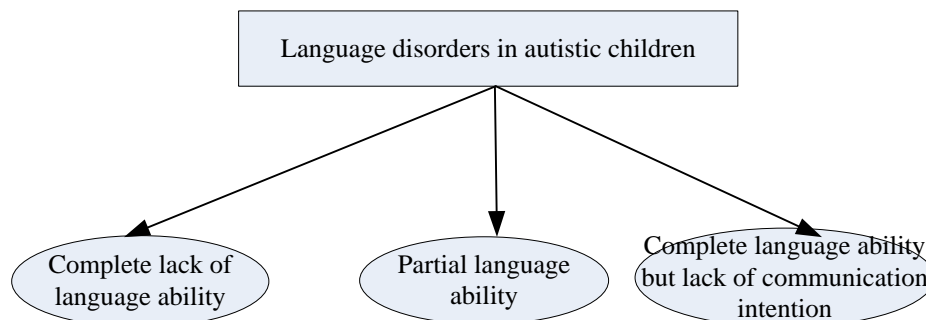 Language disorders in autistic children
Complete lack of
language ability
Partial language
ability
Complete language ability
but lack of communication
intention